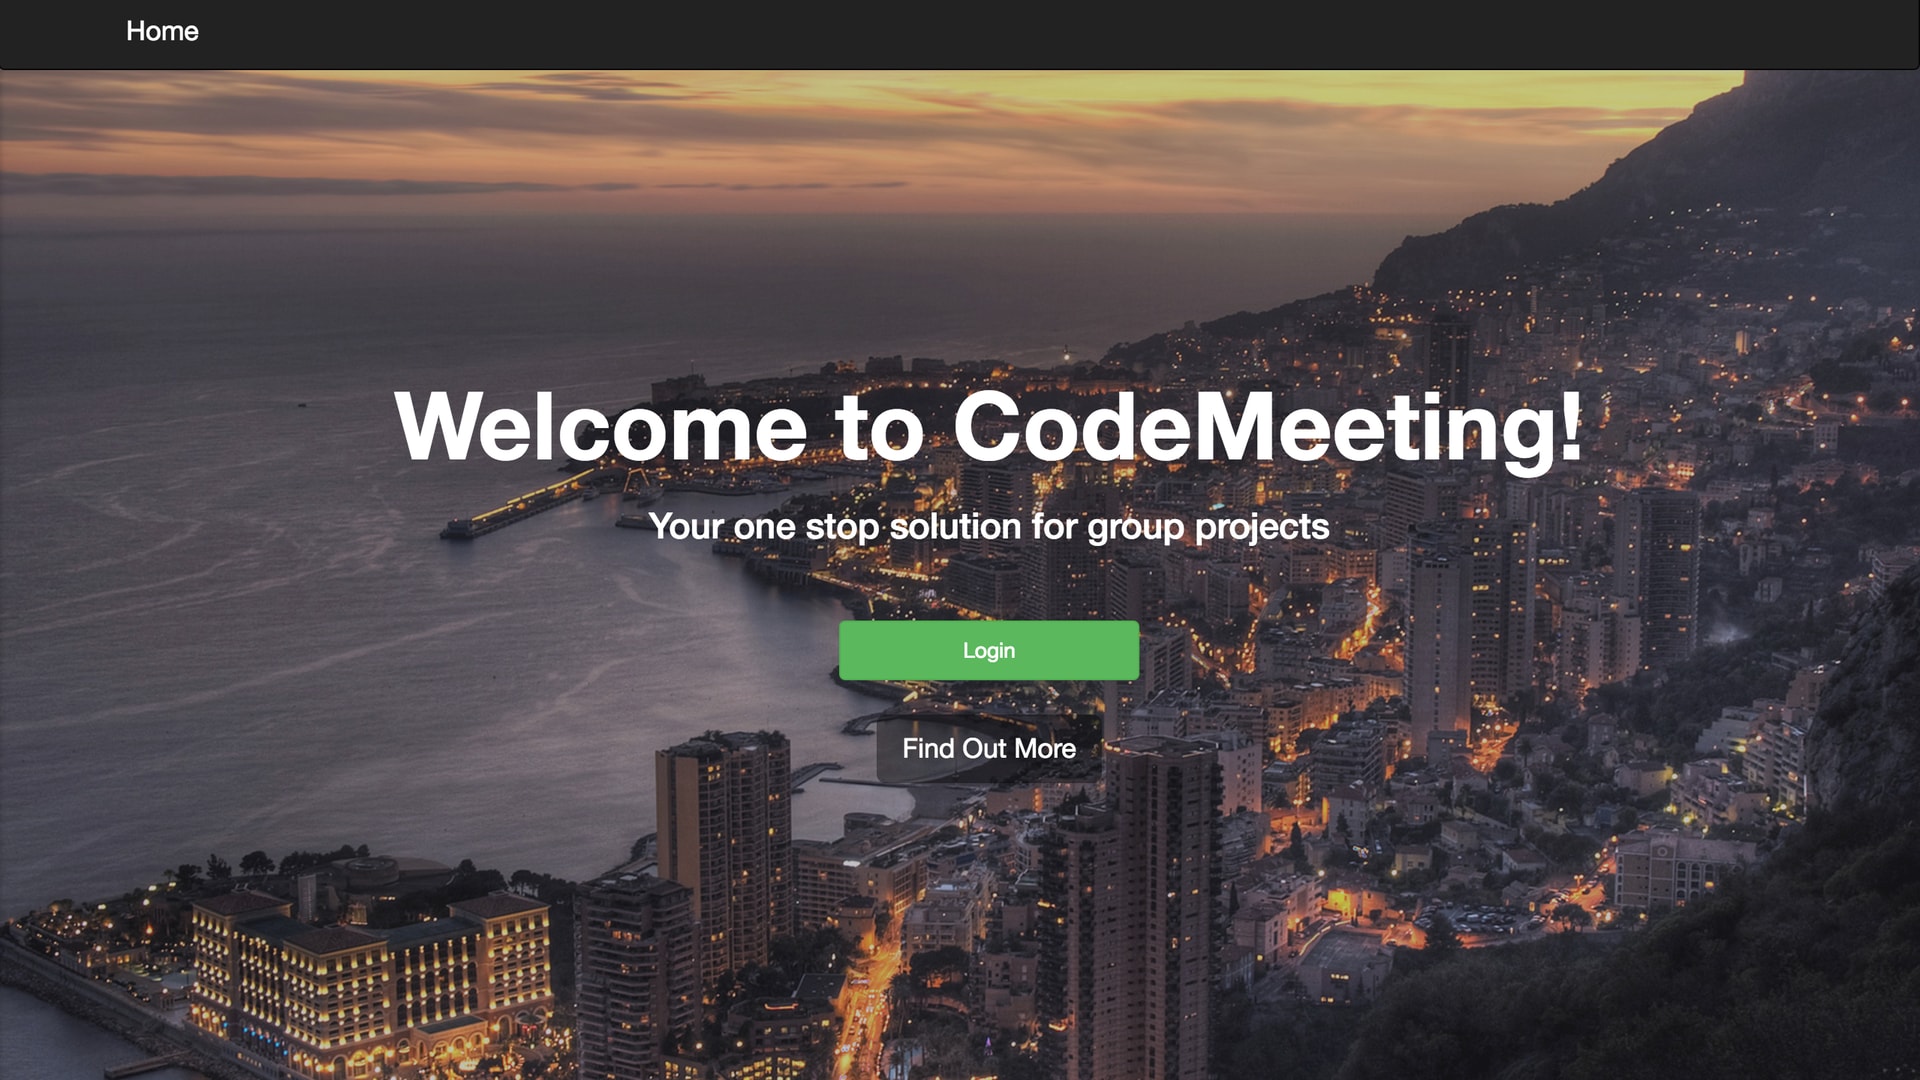 Home
Welcome to CodeMeeting!
Your one stop solution for group projects
Login
Find Out More